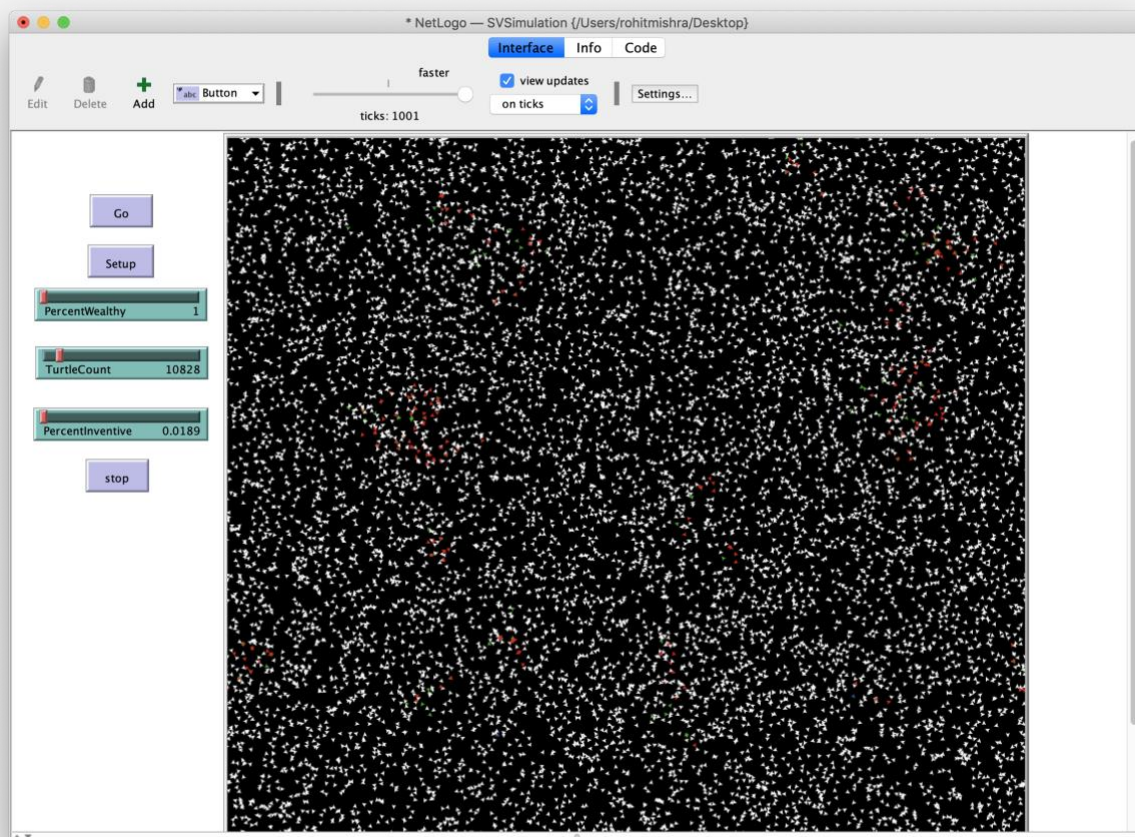 * NetLogo — SVSimulation {/Users/rohitmishra/Desktop}
Interface Info Code
Edit Delete Add abc Button faster view updates on ticks Settings...
ticks: 1001
Go
Setup
PercentWealthy 1
TurtleCount 10828
PercentInventive 0.0189
stop